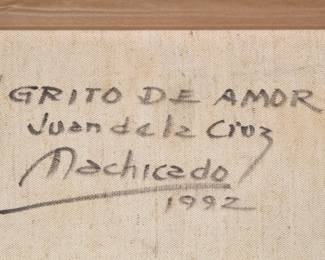 "GRITO DE AMOR
Juan de la Cruz
Machicado
1992